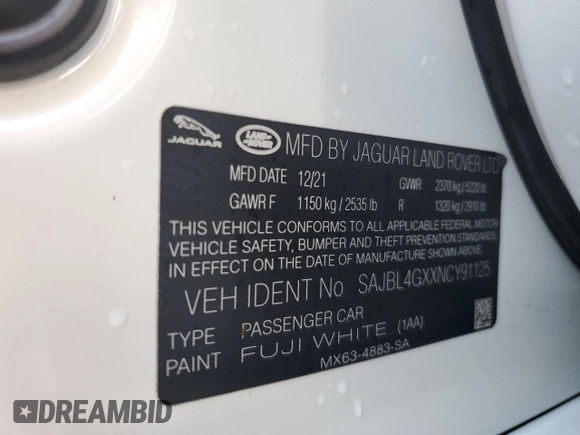 JAGUAR
LAND ROVER
MFD BY JAGUAR LAND ROVER LTD
MFD DATE 12/21 GVWR 2370 kg / 5220 lb
GAWR F 1150 kg / 2535 lb R 1320 kg / 2910 lb
THIS VEHICLE CONFORMS TO ALL APPLICABLE FEDERAL MOTOR
VEHICLE SAFETY, BUMPER AND THEFT PREVENTION STANDARDS
IN EFFECT ON THE DATE OF MANUFACTURE SHOWN ABOVE
VEH IDENT No. SAJBL4GXXNCY91125
TYPE PASSENGER CAR
PAINT FUJI WHITE (1AA)
MX63-4883-SA
DREAMBID